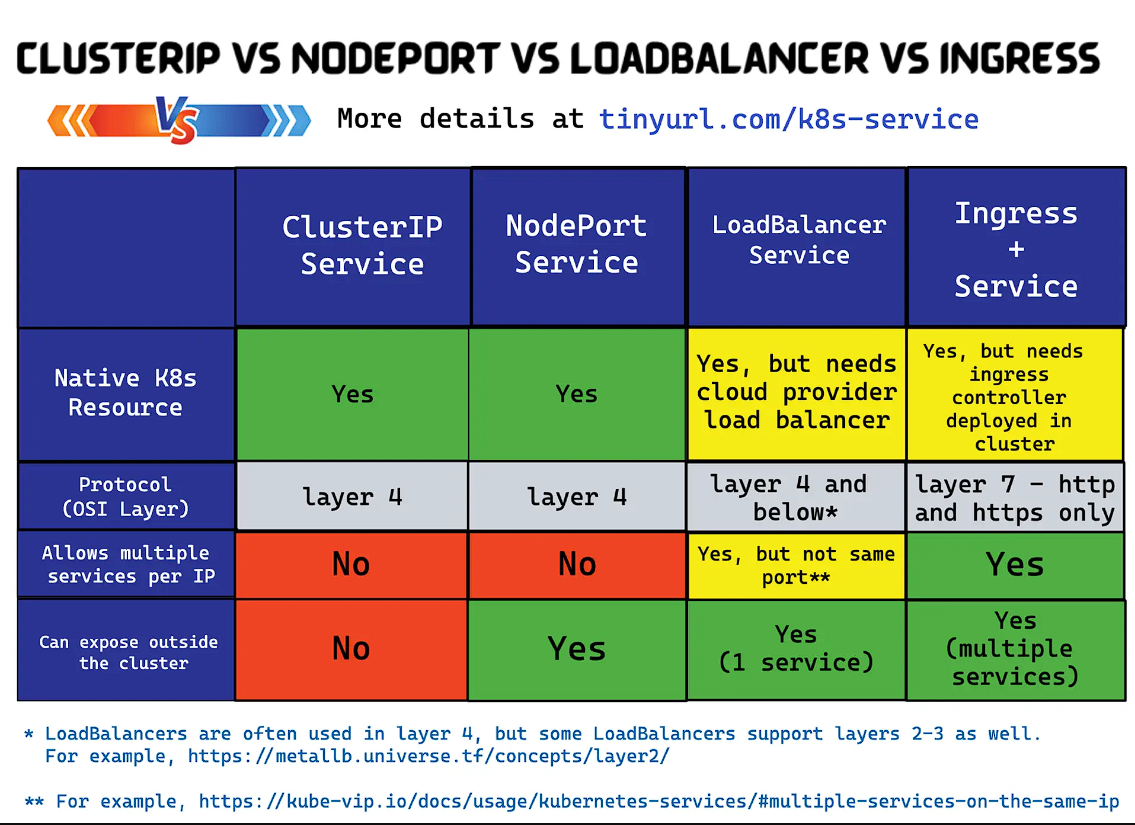 CLUSTERIP VS NODEPORT VS LOADBALANCER VS INGRESS
VS
More details at tinyurl.com/k8s-service
ClusterIP
Service
NodePort
Service
LoadBalancer
Service
Ingress
+
Service
Native K8s
Resource
Yes
Yes
Yes, but needs
cloud provider
load balancer
Yes, but needs
ingress
controller
deployed in
cluster
Protocol
(OSI Layer)
layer 4
layer 4
layer 4 and
below*
layer 7 - http
and https only
Allows multiple
services per IP
No
No
Yes, but not same
port**
Yes
Can expose outside
the cluster
No
Yes
Yes
(1 service)
Yes
(multiple
services)
* LoadBalancers are often used in layer 4, but some LoadBalancers support layers 2-3 as well.
For example, https://metallb.universe.tf/concepts/layer2/
** For example, https://kube-vip.io/docs/usage/kubernetes-services/#multiple-services-on-the-same-ip